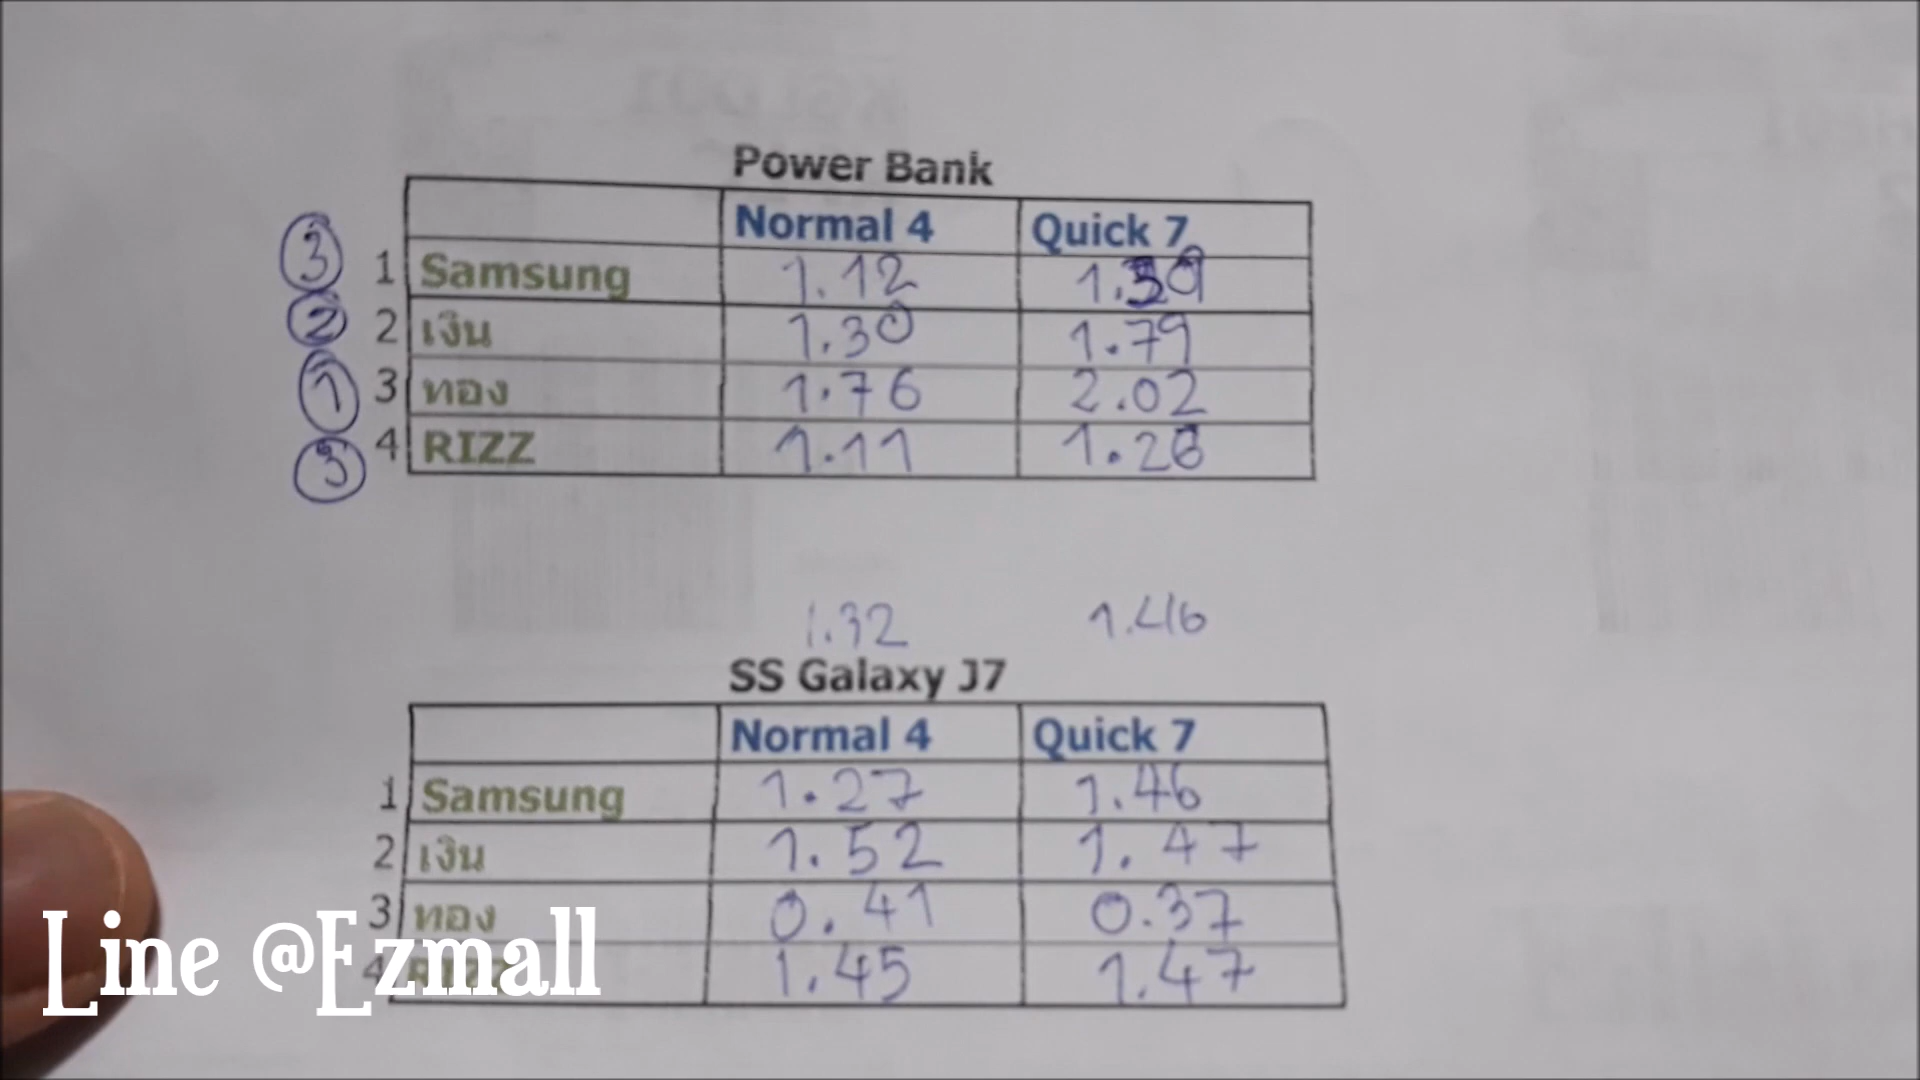 Power Bank
Normal 4 Quick 7
③ 1 Samsung 1.12 1.39
② 2 เงิน 1.30 1.79
① 3 ทอง 1.76 2.02
③ 4 RIZZ 1.11 1.26
1.32 1.46
SS Galaxy J7
Normal 4 Quick 7
1 Samsung 1.27 1.46
2 เงิน 1.52 1.47
3 ทอง 0.41 0.37
4 RIZZ 1.45 1.47
Line @Ezmall